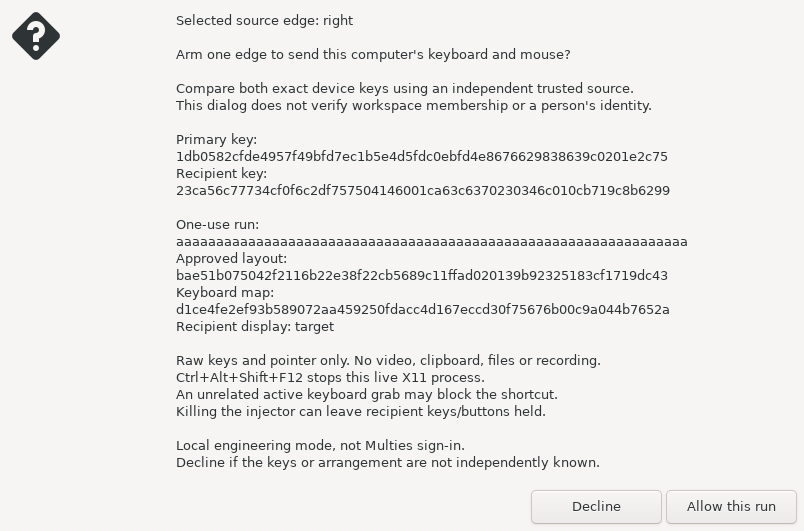 Selected source edge: right
Arm one edge to send this computer's keyboard and mouse?
Compare both exact device keys using an independent trusted source.
This dialog does not verify workspace membership or a person's identity.
Primary key:
1db0582cfde4957f49bfd7ec1b5e4d5fdc0ebfd4e8676629838639c0201e2c75
Recipient key:
23ca56c77734cf0f6c2df757504146001ca63c6370230346c010cb719c8b6299
One-use run:
aaaaaaaaaaaaaaaaaaaaaaaaaaaaaaaaaaaaaaaaaaaaaaaaaaaaaaaaaaaaaaaa
Approved layout:
bae51b075042f2116b22e38f22cb5689c11ffad020139b92325183cf1719dc43
Keyboard map:
d1ce4fe2ef93b589072aa459250fdacc4d167eccd30f75676b00c9a044b7652a
Recipient display: target
Raw keys and pointer only. No video, clipboard, files or recording.
Ctrl+Alt+Shift+F12 stops this live X11 process.
An unrelated active keyboard grab may block the shortcut.
Killing the injector can leave recipient keys/buttons held.
Local engineering mode, not Multies sign-in.
Decline if the keys or arrangement are not independently known.
Decline
Allow this run